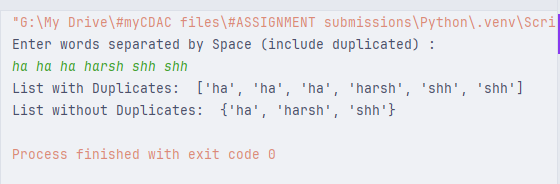 "G:\My Drive\#myCDAC files\#ASSIGNMENT submissions\Python\.venv\Scri
Enter words separated by Space (include duplicated) :
ha ha ha harsh shh shh
List with Duplicates:  ['ha', 'ha', 'ha', 'harsh', 'shh', 'shh']
List without Duplicates:  {'ha', 'harsh', 'shh'}
Process finished with exit code 0